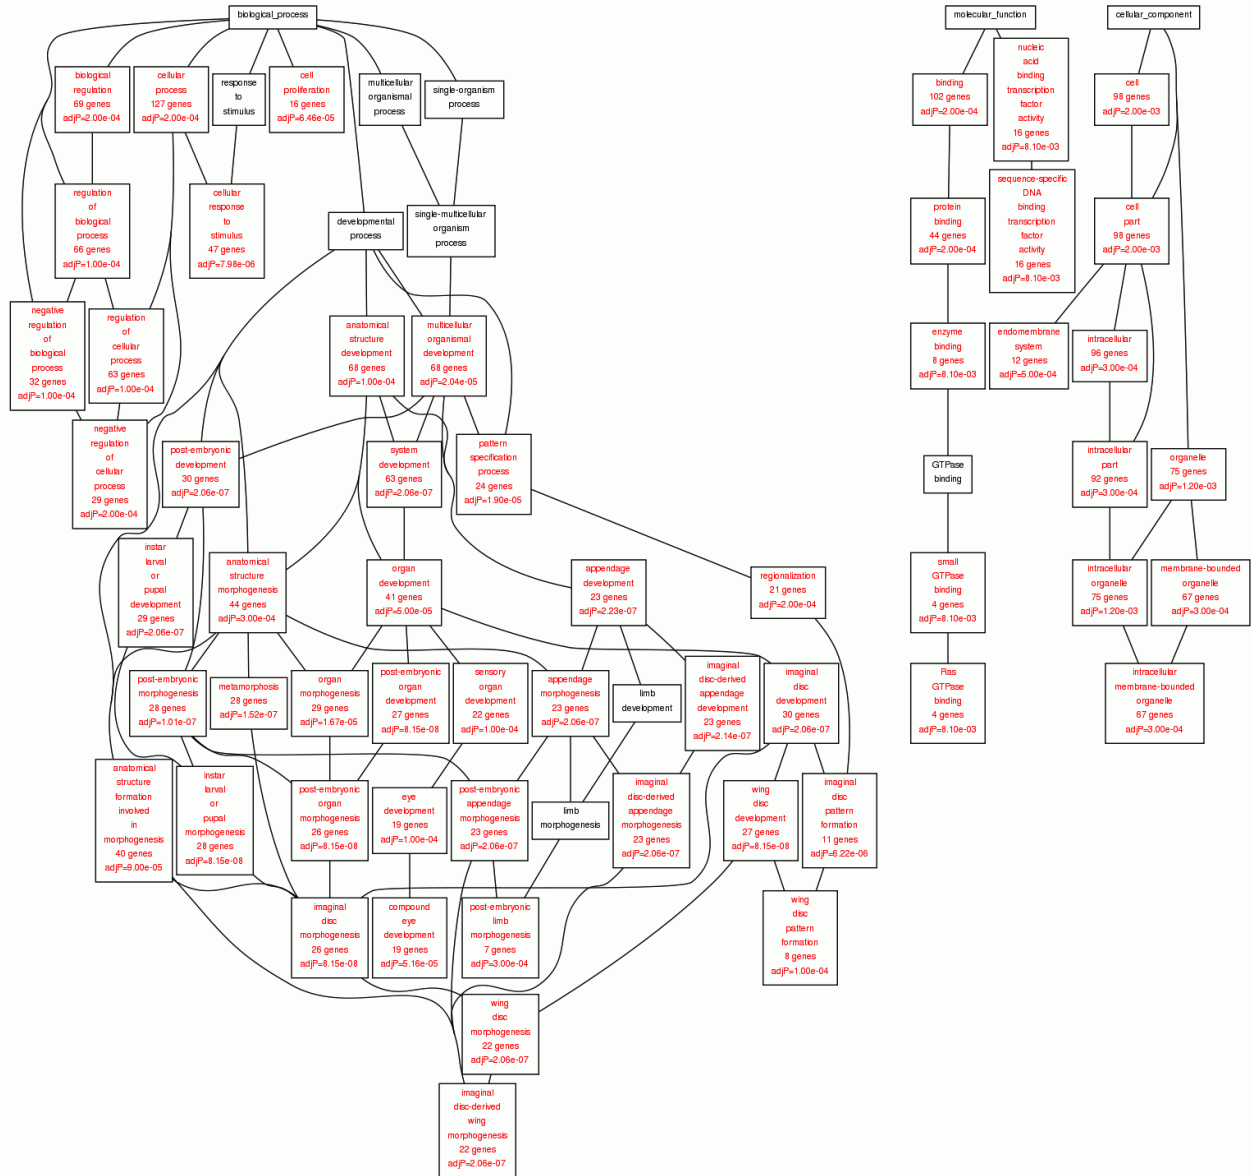 biological_process
molecular_function
cellular_component
biological
regulation
69 genes
adjP=2.00e-04
cellular
process
127 genes
adjP=2.00e-04
response
to
stimulus
cell
proliferation
16 genes
adjP=6.46e-05
multicellular
organismal
process
single-organism
process
binding
102 genes
adjP=2.00e-04
nucleic
acid
binding
transcription
factor
activity
16 genes
adjP=8.10e-03
cell
98 genes
adjP=2.00e-03
regulation
of
biological
process
66 genes
adjP=1.00e-04
cellular
response
to
stimulus
47 genes
adjP=7.98e-06
developmental
process
single-multicellular
organism
process
protein
binding
44 genes
adjP=2.00e-04
sequence-specific
DNA
binding
transcription
factor
activity
16 genes
adjP=8.10e-03
cell
part
98 genes
adjP=2.00e-03
negative
regulation
of
biological
process
32 genes
adjP=1.00e-04
regulation
of
cellular
process
63 genes
adjP=1.00e-04
anatomical
structure
development
68 genes
adjP=1.00e-04
multicellular
organismal
development
68 genes
adjP=2.04e-05
enzyme
binding
8 genes
adjP=8.10e-03
endomembrane
system
12 genes
adjP=5.00e-04
intracellular
96 genes
adjP=3.00e-04
negative
regulation
of
cellular
process
29 genes
adjP=2.00e-04
post-embryonic
development
30 genes
adjP=2.06e-07
system
development
63 genes
adjP=2.06e-07
pattern
specification
process
24 genes
adjP=1.90e-05
GTPase
binding
intracellular
part
92 genes
adjP=3.00e-04
organelle
75 genes
adjP=1.20e-03
instar
larval
or
pupal
development
29 genes
adjP=2.06e-07
anatomical
structure
morphogenesis
44 genes
adjP=3.00e-04
organ
development
41 genes
adjP=5.00e-05
appendage
development
23 genes
adjP=2.23e-07
regionalization
21 genes
adjP=2.00e-04
small
GTPase
binding
4 genes
adjP=8.10e-03
intracellular
organelle
75 genes
adjP=1.20e-03
membrane-bounded
organelle
67 genes
adjP=3.00e-04
post-embryonic
morphogenesis
28 genes
adjP=1.01e-07
metamorphosis
28 genes
adjP=1.52e-07
organ
morphogenesis
29 genes
adjP=1.67e-05
post-embryonic
organ
development
27 genes
adjP=8.15e-08
sensory
organ
development
22 genes
adjP=1.00e-04
appendage
morphogenesis
23 genes
adjP=2.06e-07
limb
development
imaginal
disc-derived
appendage
development
23 genes
adjP=2.14e-07
imaginal
disc
development
30 genes
adjP=2.06e-07
Ras
GTPase
binding
4 genes
adjP=8.10e-03
intracellular
membrane-bounded
organelle
67 genes
adjP=3.00e-04
anatomical
structure
formation
involved
in
morphogenesis
40 genes
adjP=9.00e-05
instar
larval
or
pupal
morphogenesis
28 genes
adjP=8.15e-08
post-embryonic
organ
morphogenesis
26 genes
adjP=8.15e-08
eye
development
19 genes
adjP=1.00e-04
post-embryonic
appendage
morphogenesis
23 genes
adjP=2.06e-07
limb
morphogenesis
imaginal
disc-derived
appendage
morphogenesis
23 genes
adjP=2.06e-07
wing
disc
development
27 genes
adjP=8.15e-08
imaginal
disc
pattern
formation
11 genes
adjP=6.22e-06
imaginal
disc
morphogenesis
26 genes
adjP=8.15e-08
compound
eye
development
19 genes
adjP=5.16e-05
post-embryonic
limb
morphogenesis
7 genes
adjP=3.00e-04
wing
disc
pattern
formation
8 genes
adjP=1.00e-04
wing
disc
morphogenesis
22 genes
adjP=2.06e-07
imaginal
disc-derived
wing
morphogenesis
22 genes
adjP=2.06e-07